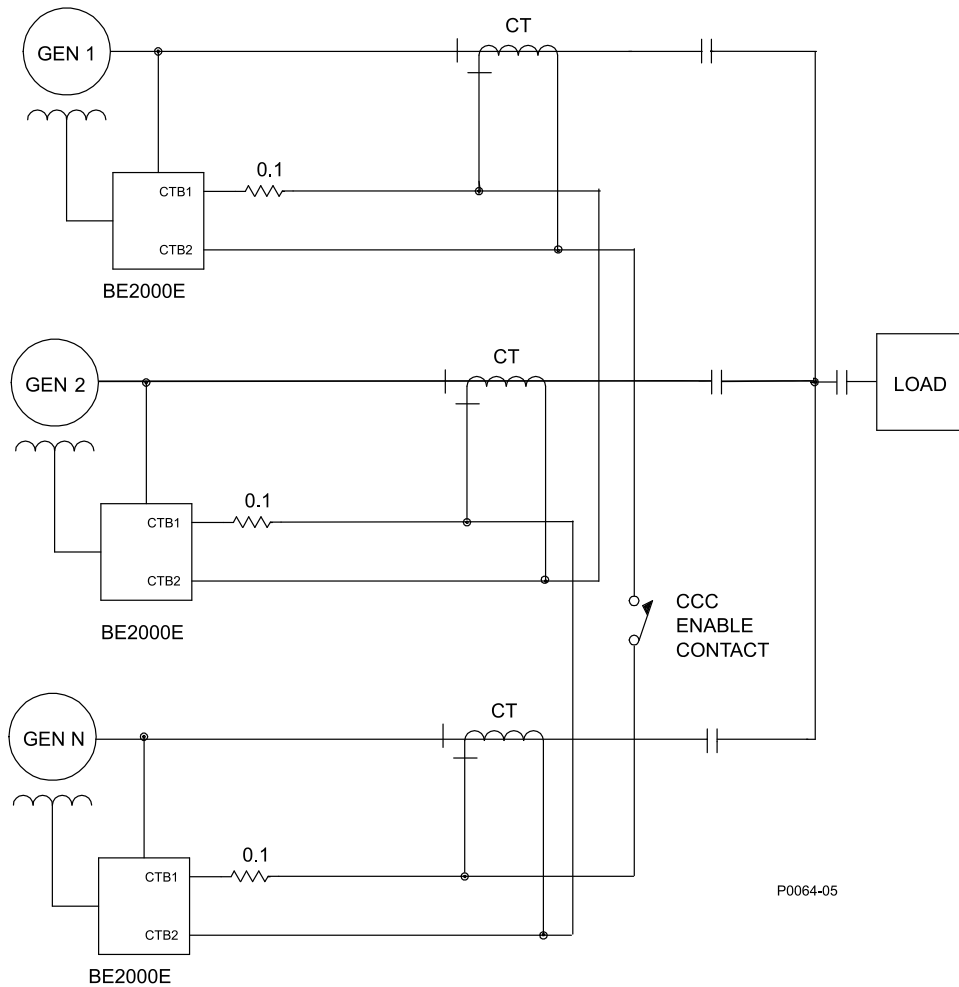 GEN 1
CT
0.1
CTB1
CTB2
BE2000E
GEN 2
CT
LOAD
0.1
CTB1
CTB2
BE2000E
CCC
ENABLE
CONTACT
GEN N
CT
0.1
CTB1
CTB2
BE2000E
P0064-05